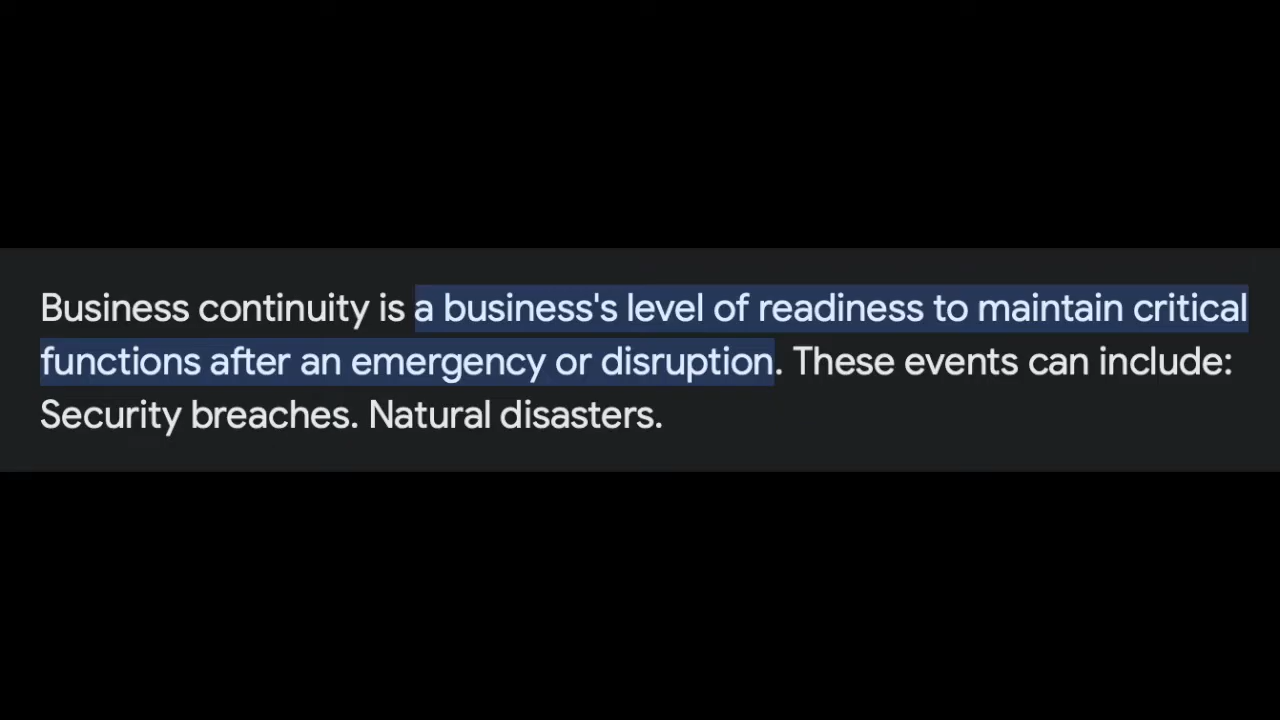 Business continuity is a business's level of readiness to maintain critical
functions after an emergency or disruption. These events can include:
Security breaches. Natural disasters.